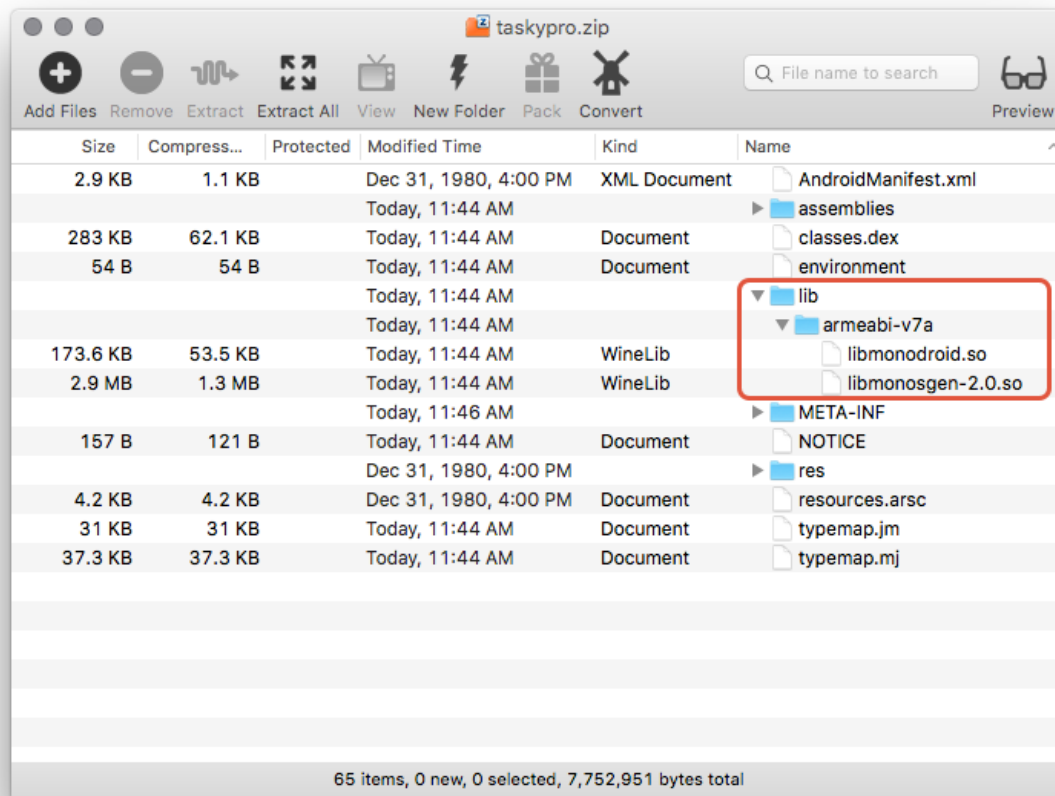 taskypro.zip
Add Files Remove Extract Extract All View New Folder Pack Convert File name to search Preview
Size Compress... Protected Modified Time Kind Name
2.9 KB 1.1 KB Dec 31, 1980, 4:00 PM XML Document AndroidManifest.xml
Today, 11:44 AM assemblies
283 KB 62.1 KB Today, 11:44 AM Document classes.dex
54 B 54 B Today, 11:44 AM Document environment
Today, 11:44 AM lib
Today, 11:44 AM armeabi-v7a
173.6 KB 53.5 KB Today, 11:44 AM WineLib libmonodroid.so
2.9 MB 1.3 MB Today, 11:44 AM WineLib libmonosgen-2.0.so
Today, 11:46 AM META-INF
157 B 121 B Today, 11:44 AM Document NOTICE
Dec 31, 1980, 4:00 PM res
4.2 KB 4.2 KB Dec 31, 1980, 4:00 PM Document resources.arsc
31 KB 31 KB Today, 11:44 AM Document typemap.jm
37.3 KB 37.3 KB Today, 11:44 AM Document typemap.mj
65 items, 0 new, 0 selected, 7,752,951 bytes total